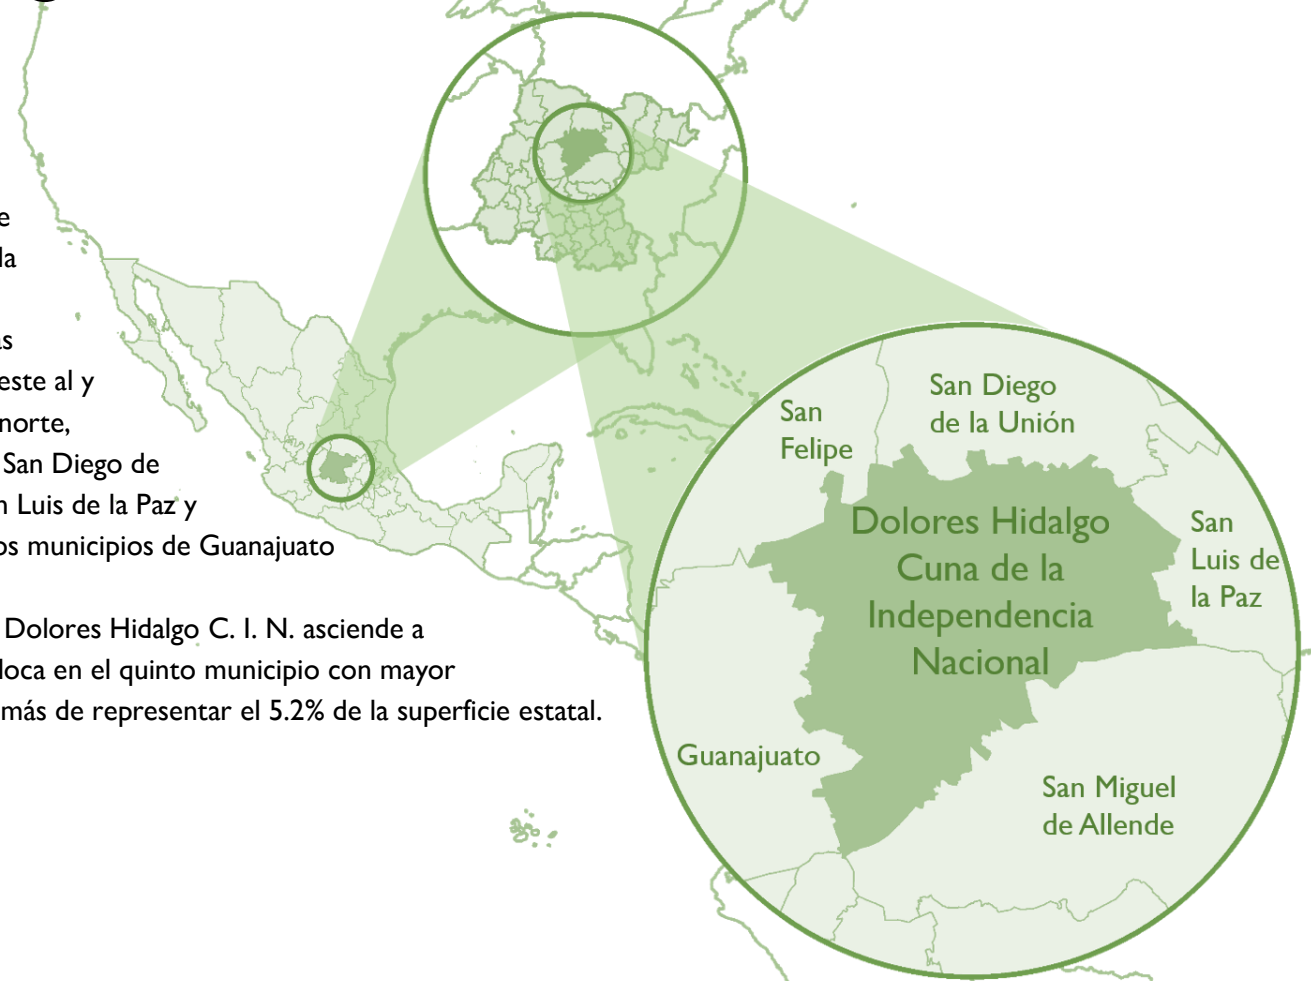 e
la
as
este al y
norte,
San Diego de
n Luis de la Paz y
os municipios de Guanajuato
Dolores Hidalgo C. I. N. asciende a
loca en el quinto municipio con mayor
más de representar el 5.2% de la superficie estatal.
San
Felipe
San Diego
de la Unión
Dolores Hidalgo
Cuna de la
Independencia
Nacional
San
Luis de
la Paz
Guanajuato
San Miguel
de Allende